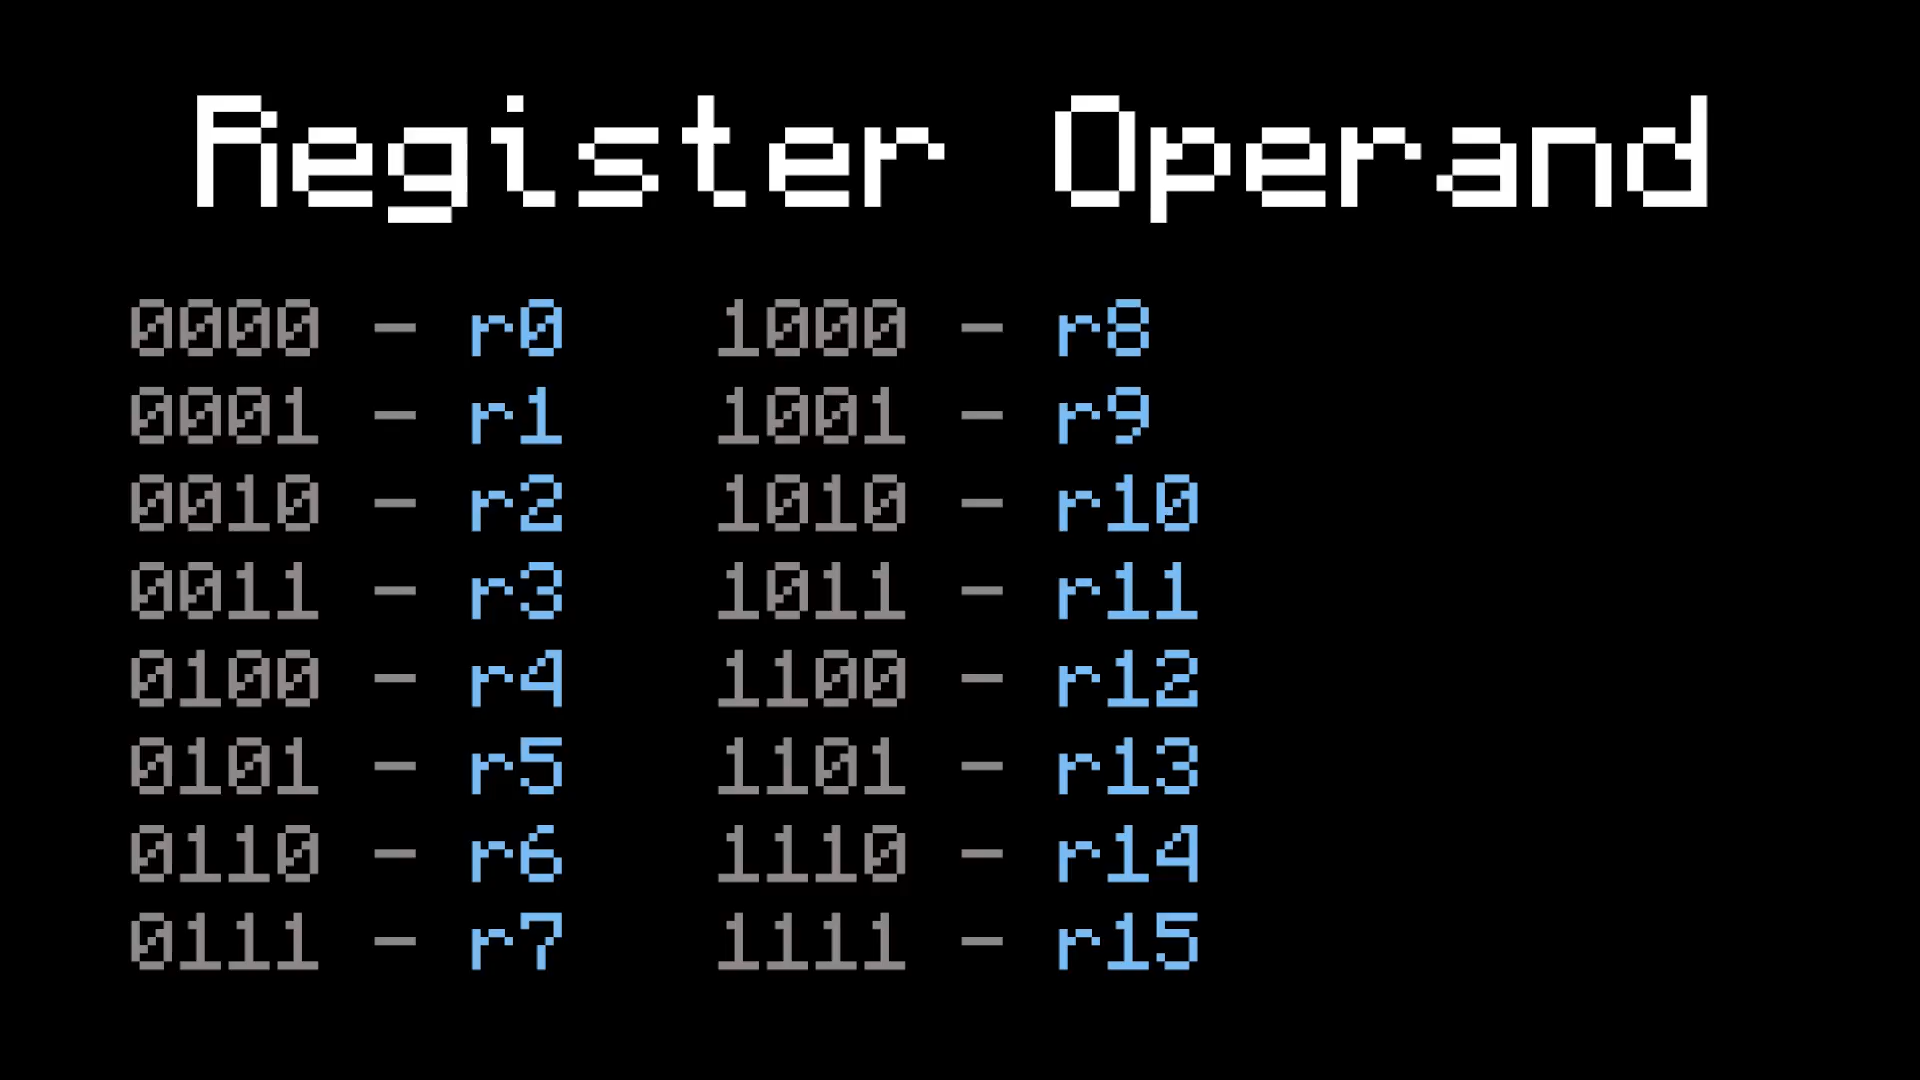 Register Operand
0000 - r0 1000 - r8
0001 - r1 1001 - r9
0010 - r2 1010 - r10
0011 - r3 1011 - r11
0100 - r4 1100 - r12
0101 - r5 1101 - r13
0110 - r6 1110 - r14
0111 - r7 1111 - r15